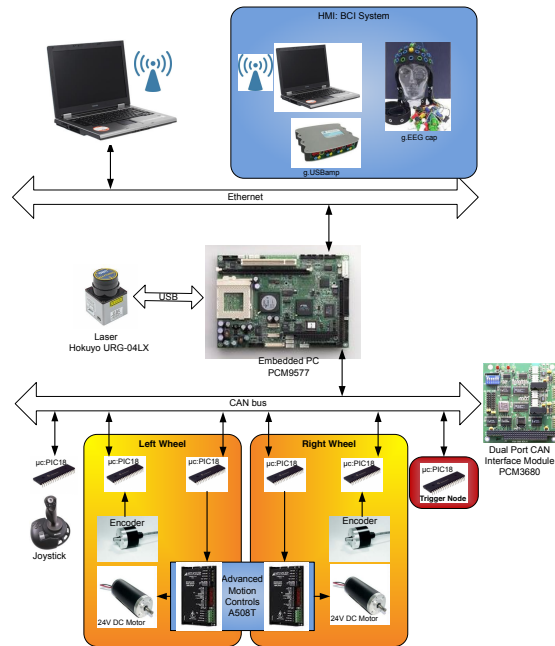 HMI: BCI System
g.EEG cap
g.USBamp
Ethernet
USB
Laser
Hokuyo URG-04LX
Embedded PC
PCM9577
CAN bus
Dual Port CAN
Interface Module
PCM3680
Left Wheel
Right Wheel
µc:PIC18
µc:PIC18
µc:PIC18
µc:PIC18
µc:PIC18
µc:PIC18
Trigger Node
Joystick
Encoder
Encoder
Advanced
Motion
Controls
A508T
24V DC Motor
24V DC Motor